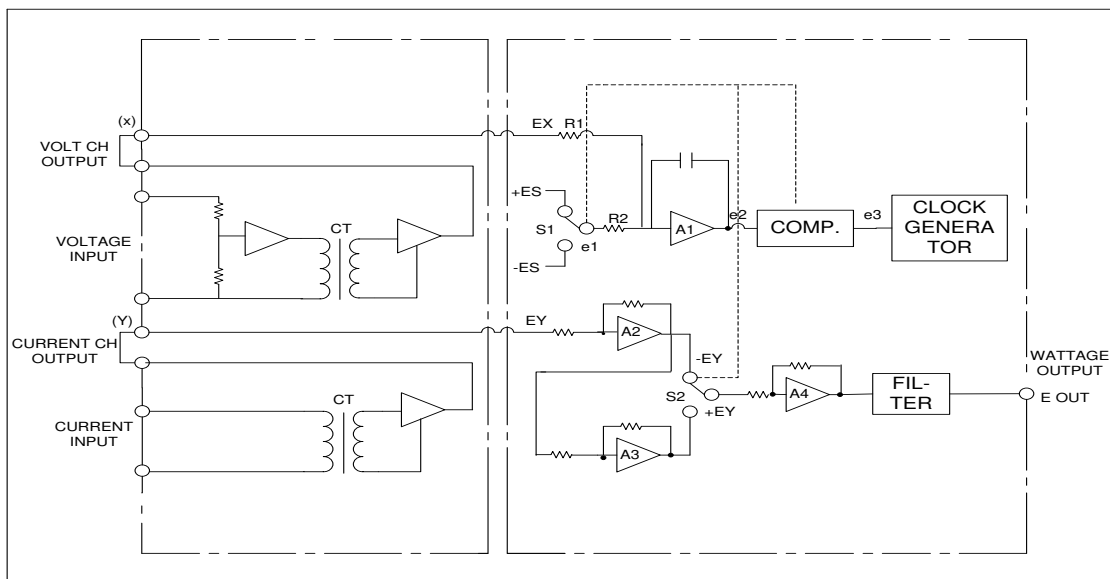 (x)
VOLT CH
OUTPUT
VOLTAGE
INPUT
(Y)
CURRENT CH
OUTPUT
CURRENT
INPUT
CT
CT
EX
R1
+ES
S1
e1
-ES
R2
A1
e2
COMP.
e3
CLOCK
GENERA
TOR
EY
A2
-EY
S2
+EY
A3
A4
FIL-
TER
WATTAGE
OUTPUT
E OUT